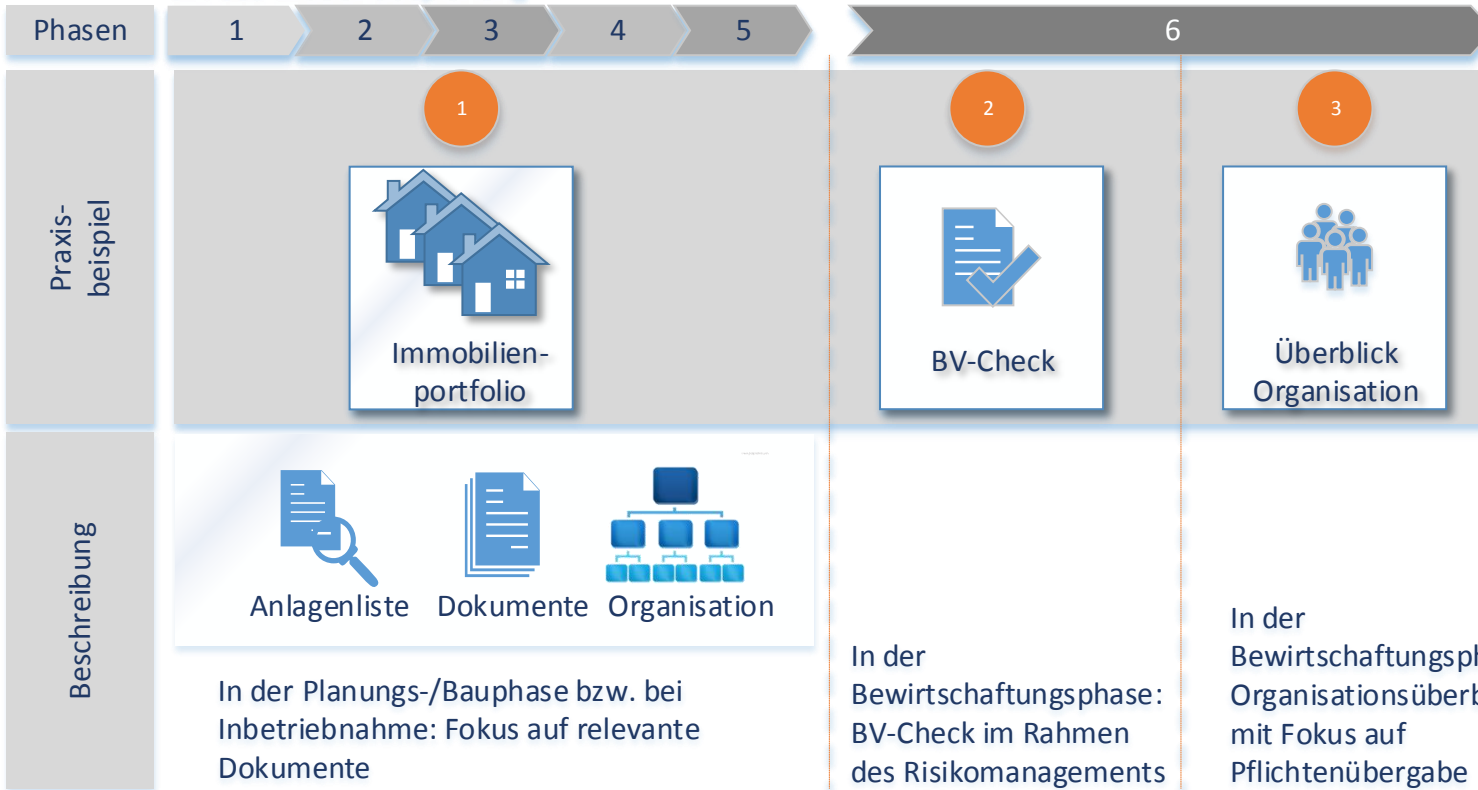 Phasen
1
2
3
4
5
6
Praxis-
beispiel
1
2
3
Immobilien-
portfolio
BV-Check
Überblick
Organisation
Beschreibung
Anlagenliste
Dokumente
Organisation
In der Planungs-/Bauphase bzw. bei
Inbetriebnahme: Fokus auf relevante
Dokumente
In der
Bewirtschaftungsphase:
BV-Check im Rahmen
des Risikomanagements
In der
Bewirtschaftungsph
Organisationsüberb
mit Fokus auf
Pflichtenübergabe